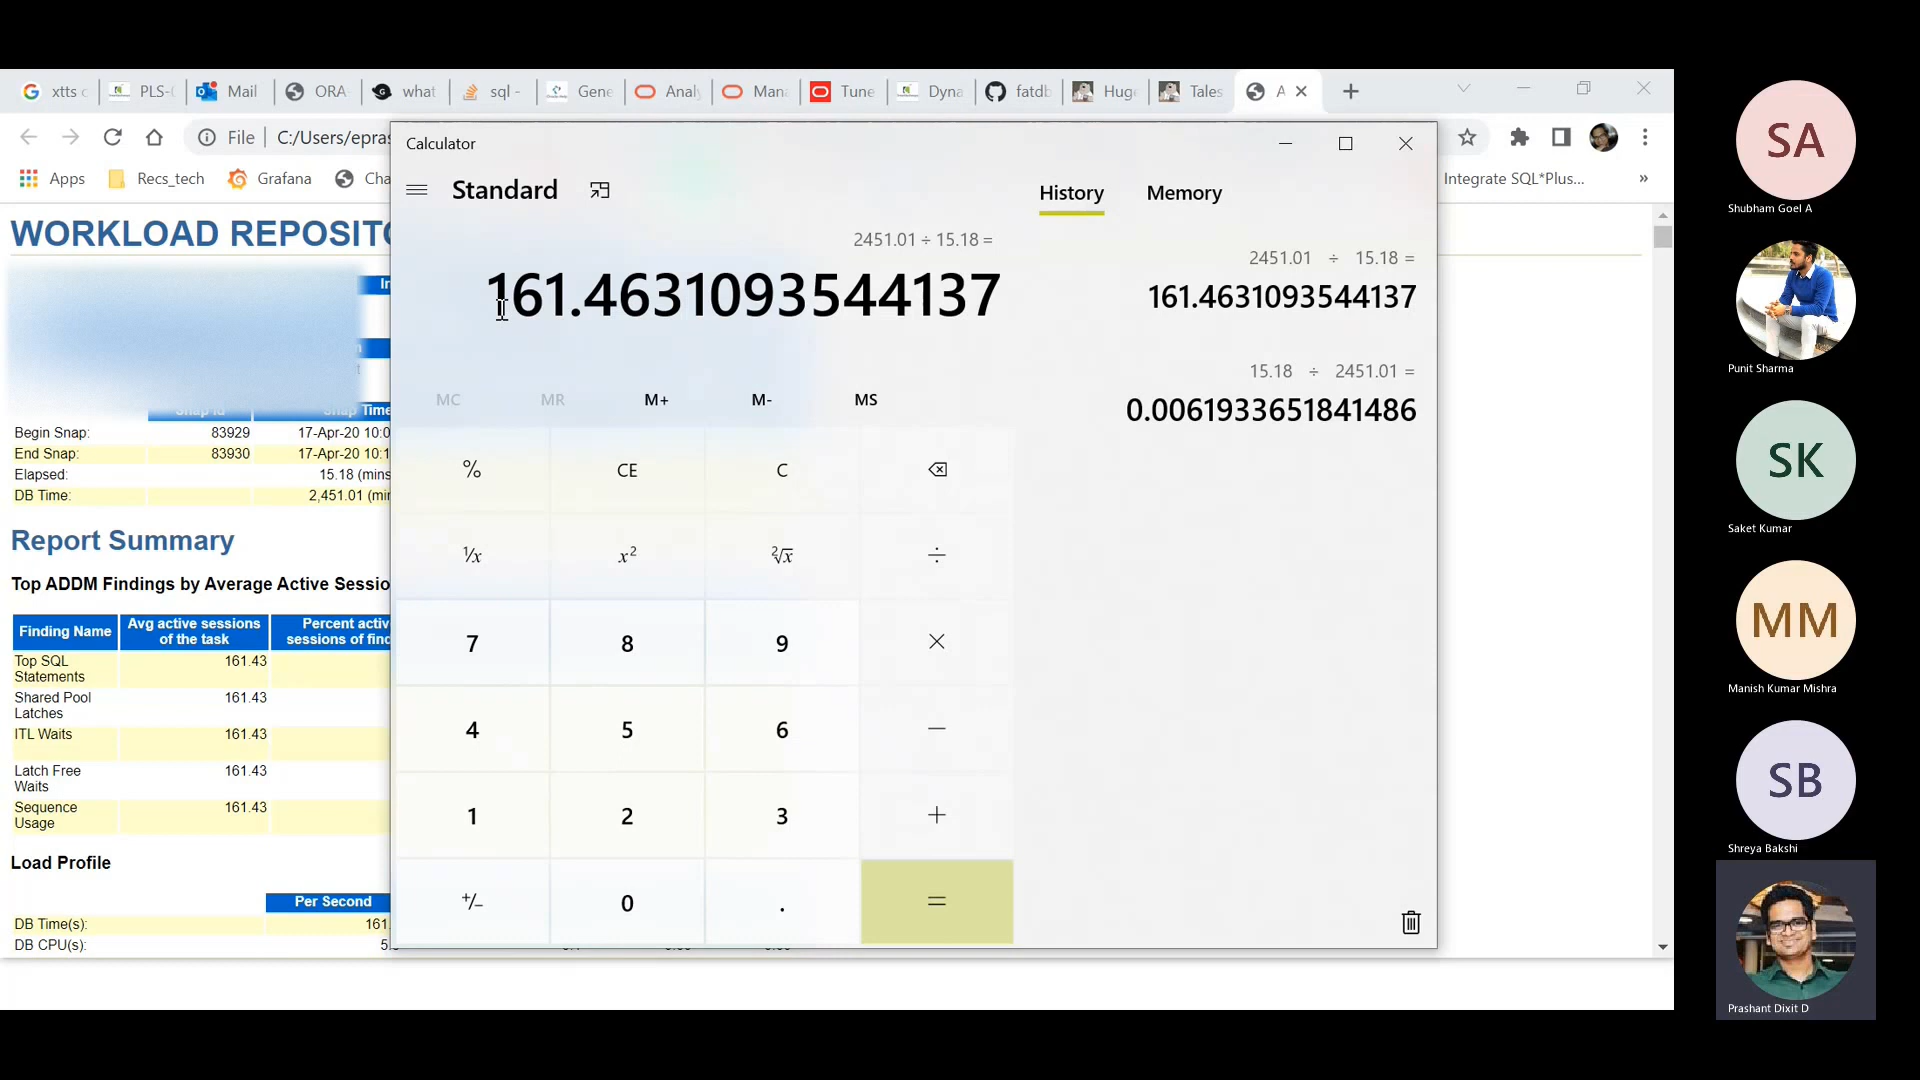 xtts c
PLS-(
Mail
ORA-
what
sql -
Gene
Analy
Mana
Tune
Dyna
fatdb
Huge
Tales
A
File
C:/Users/epras
Apps
Recs_tech
Grafana
Cha
Integrate SQL*Plus...
»
WORKLOAD REPOSITO
Snap Id
Snap Time
Begin Snap: 83929 17-Apr-20 10:0
End Snap: 83930 17-Apr-20 10:1
Elapsed: 15.18 (mins
DB Time: 2,451.01 (min
Report Summary
Top ADDM Findings by Average Active Sessio
Finding Name
Avg active sessions
of the task
Percent activ
sessions of find
Top SQL
Statements
161.43
Shared Pool
Latches
161.43
ITL Waits
161.43
Latch Free
Waits
161.43
Sequence
Usage
161.43
Load Profile
Per Second
DB Time(s): 161.
DB CPU(s):
Calculator
Standard
History
Memory
2451.01 ÷ 15.18 =
161.4631093544137
2451.01 ÷ 15.18 =
161.4631093544137
15.18 ÷ 2451.01 =
0.0061933651841486
MC MR M+ M- MS
% CE C
⅟x x² ²√x ÷
7 8 9 ×
4 5 6 −
1 2 3 +
+/− 0 . =
SA
Shubham Goel A
Punit Sharma
SK
Saket Kumar
MM
Manish Kumar Mishra
SB
Shreya Bakshi
Prashant Dixit D